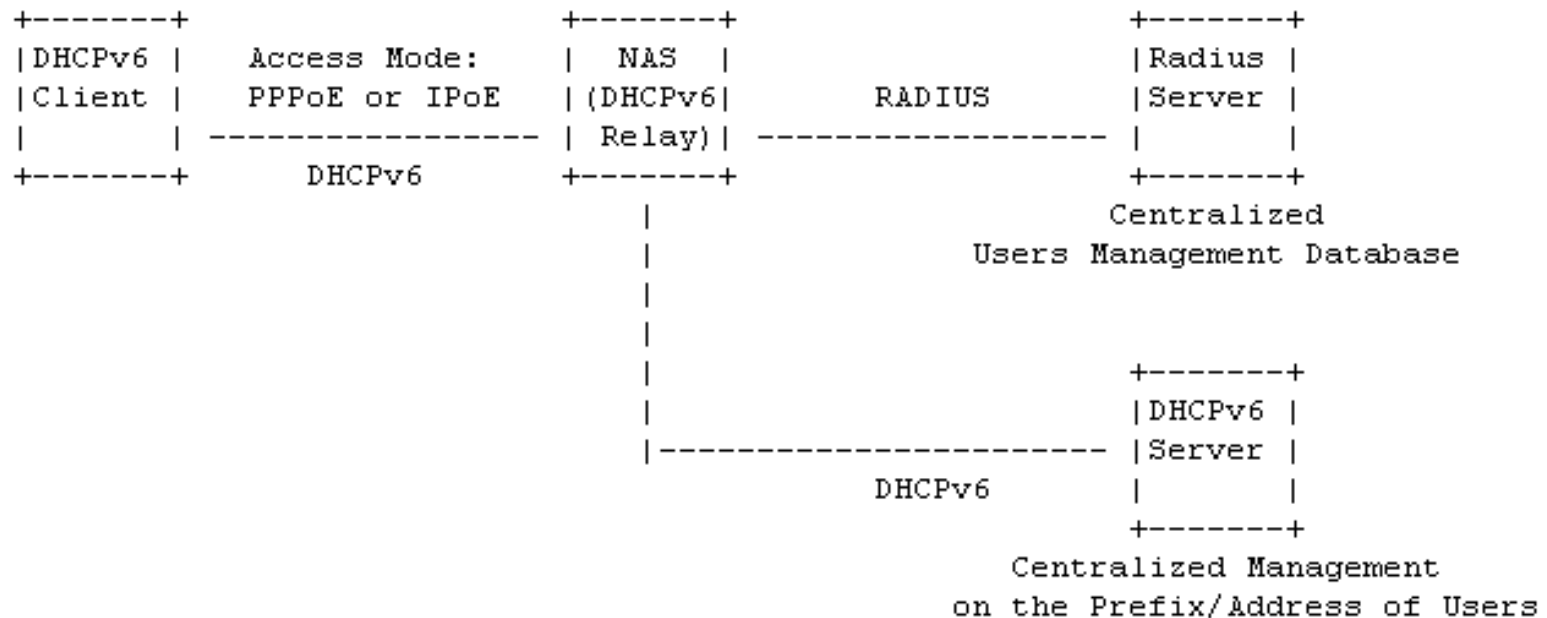 +-------+                   +-------+                    +-------+
|DHCPv6 |   Access Mode:    |  NAS  |                    |Radius |
|Client |   PPPoE or IPoE   |(DHCPv6|       RADIUS       |Server |
|       | ----------------- | Relay)| ------------------ |       |
+-------+      DHCPv6       +-------+                    +-------+
                                |                       Centralized
                                |                Users Management Database
                                |
                                |
                                |                        +-------+
                                |                        |DHCPv6 |
                                |----------------------- |Server |
                                            DHCPv6       |       |
                                                         +-------+
                                                   Centralized Management
                                                on the Prefix/Address of Users